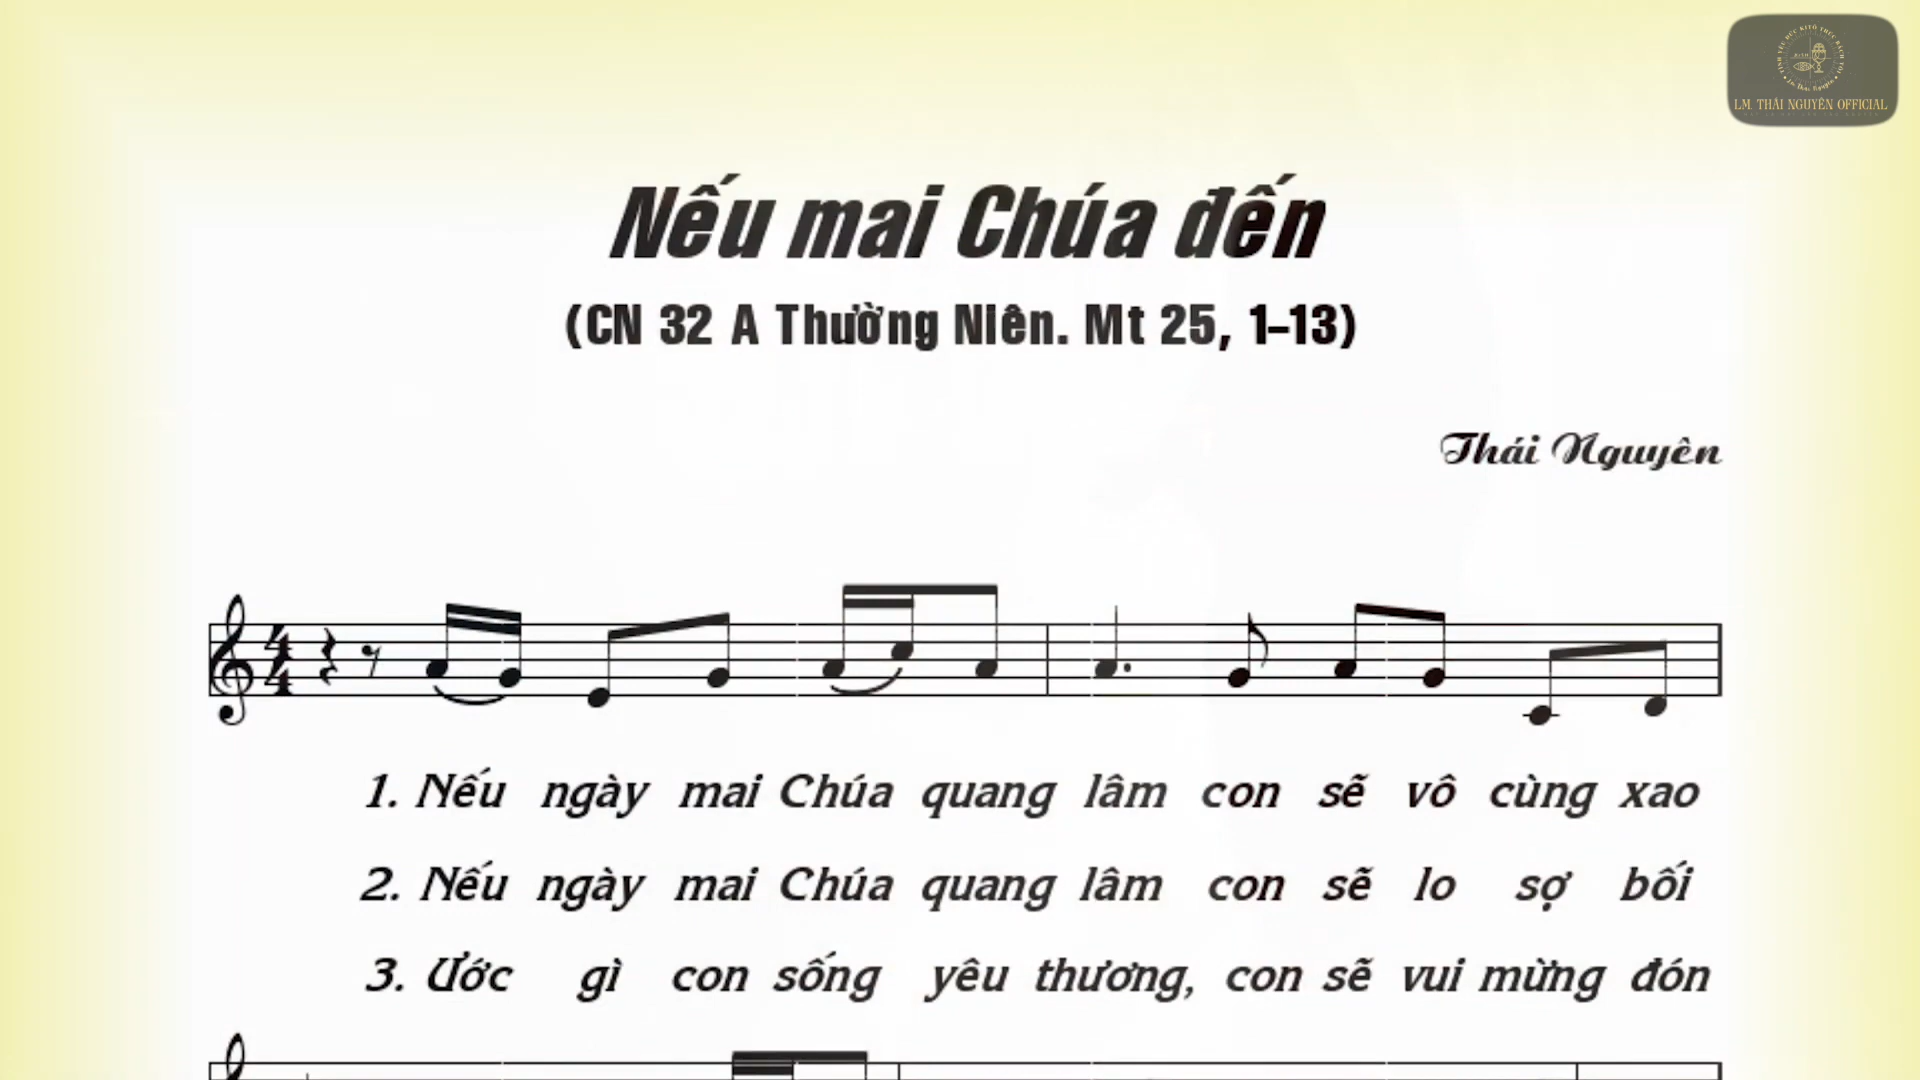 LM. THÁI NGUYÊN OFFICIAL
Nếu mai Chúa đến
(CN 32 A Thường Niên. Mt 25, 1-13)
Thái Nguyên
1. Nếu ngày mai Chúa quang lâm con sẽ vô cùng xao
2. Nếu ngày mai Chúa quang lâm con sẽ lo sợ bối
3. Ước gì con sống yêu thương, con sẽ vui mừng đón